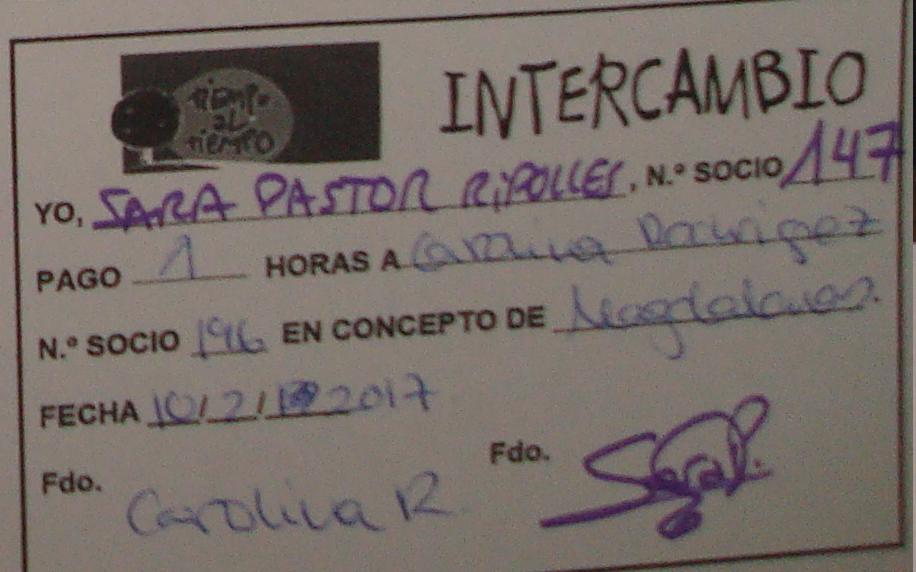 TIEMPO
AL
TIEMPO
INTERCAMBIO
YO, SARA PASTOR RIPOLLES, N.º SOCIO 147
PAGO 1 HORAS A Carolina Rodriguez
N.º SOCIO 196 EN CONCEPTO DE Magdalenas.
FECHA 10/2/2017
Fdo. Fdo.
Carolina R. Sara P.